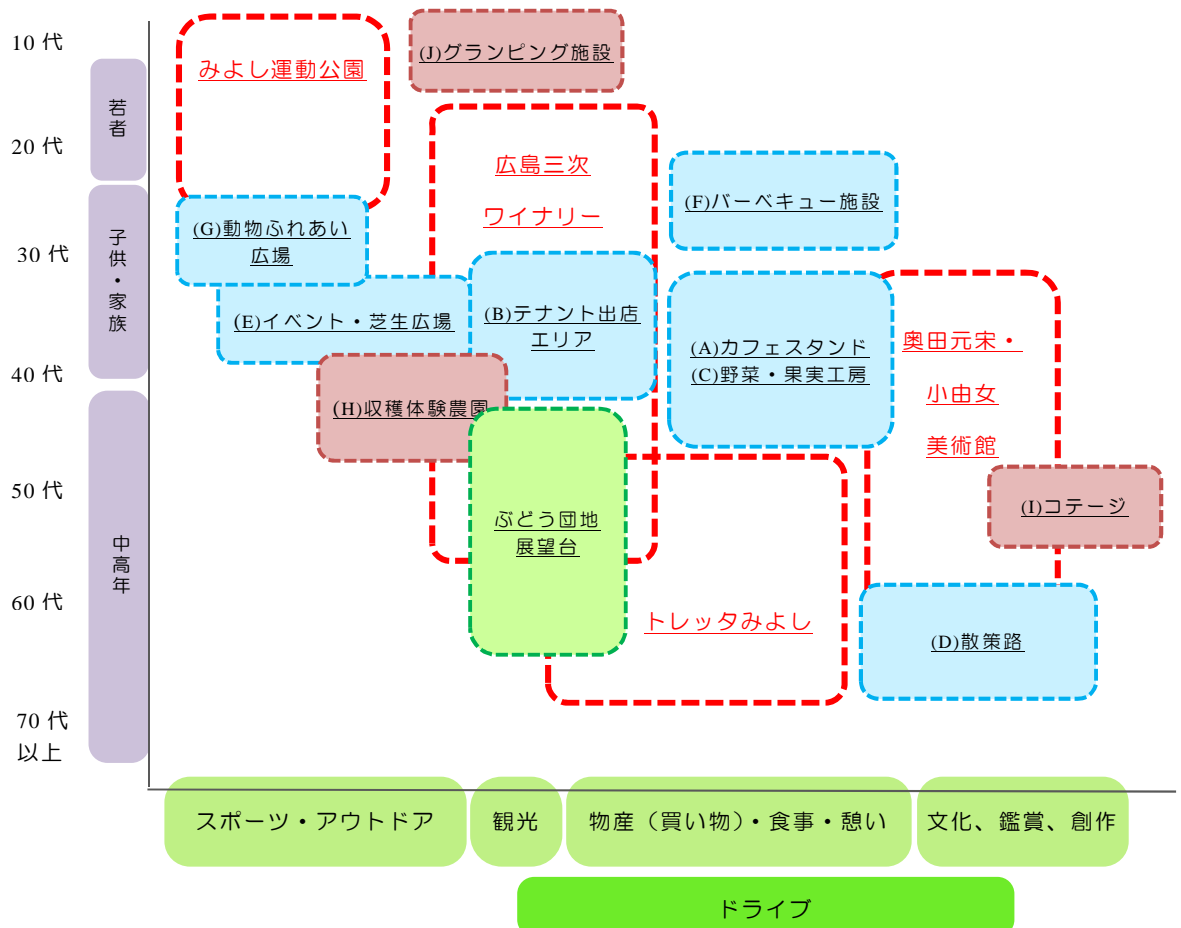 10 代
(J)グランピング施設
みよし運動公園
若者
20 代
広島三次
ワイナリー
(F)バーベキュー施設
(G)動物ふれあい
広場
30 代
子供・家族
(E)イベント・芝生広場
(B)テナント出店
エリア
(A)カフェスタンド
(C)野菜・果実工房
奥田元宋・
小由女
美術館
40 代
(H)収穫体験農園
50 代
ぶどう団地
展望台
(I)コテージ
中高年
60 代
トレッタみよし
(D)散策路
70 代
以上
スポーツ・アウトドア
観光
物産（買い物）・食事・憩い
文化、鑑賞、創作
ドライブ